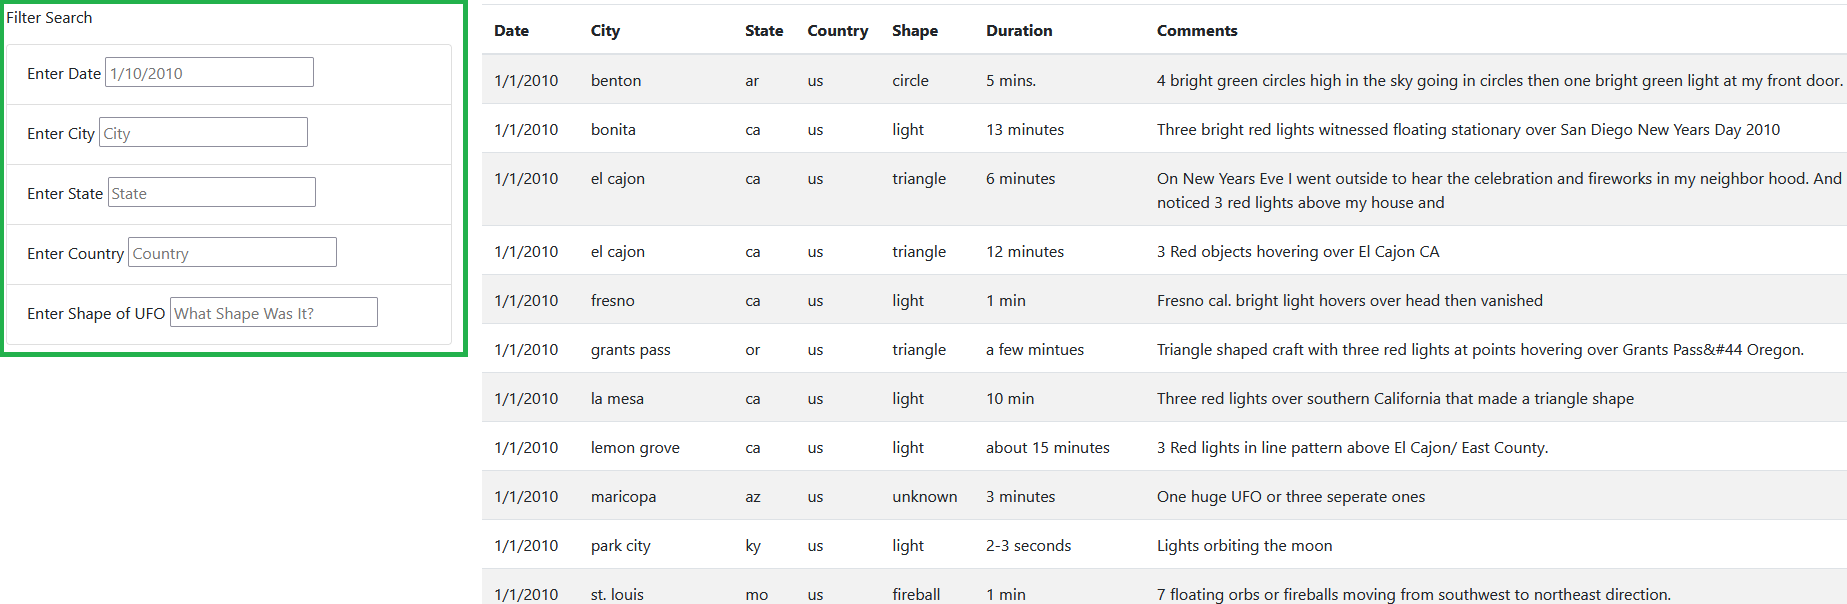 Filter Search
Enter Date 1/10/2010
Enter City City
Enter State State
Enter Country Country
Enter Shape of UFO What Shape Was It?
Date City State Country Shape Duration Comments
1/1/2010 benton ar us circle 5 mins. 4 bright green circles high in the sky going in circles then one bright green light at my front door.
1/1/2010 bonita ca us light 13 minutes Three bright red lights witnessed floating stationary over San Diego New Years Day 2010
1/1/2010 el cajon ca us triangle 6 minutes On New Years Eve I went outside to hear the celebration and fireworks in my neighbor hood. And
noticed 3 red lights above my house and
1/1/2010 el cajon ca us triangle 12 minutes 3 Red objects hovering over El Cajon CA
1/1/2010 fresno ca us light 1 min Fresno cal. bright light hovers over head then vanished
1/1/2010 grants pass or us triangle a few mintues Triangle shaped craft with three red lights at points hovering over Grants Pass&#44 Oregon.
1/1/2010 la mesa ca us light 10 min Three red lights over southern California that made a triangle shape
1/1/2010 lemon grove ca us light about 15 minutes 3 Red lights in line pattern above El Cajon/ East County.
1/1/2010 maricopa az us unknown 3 minutes One huge UFO or three seperate ones
1/1/2010 park city ky us light 2-3 seconds Lights orbiting the moon
1/1/2010 st. louis mo us fireball 1 min 7 floating orbs or fireballs moving from southwest to northeast direction.